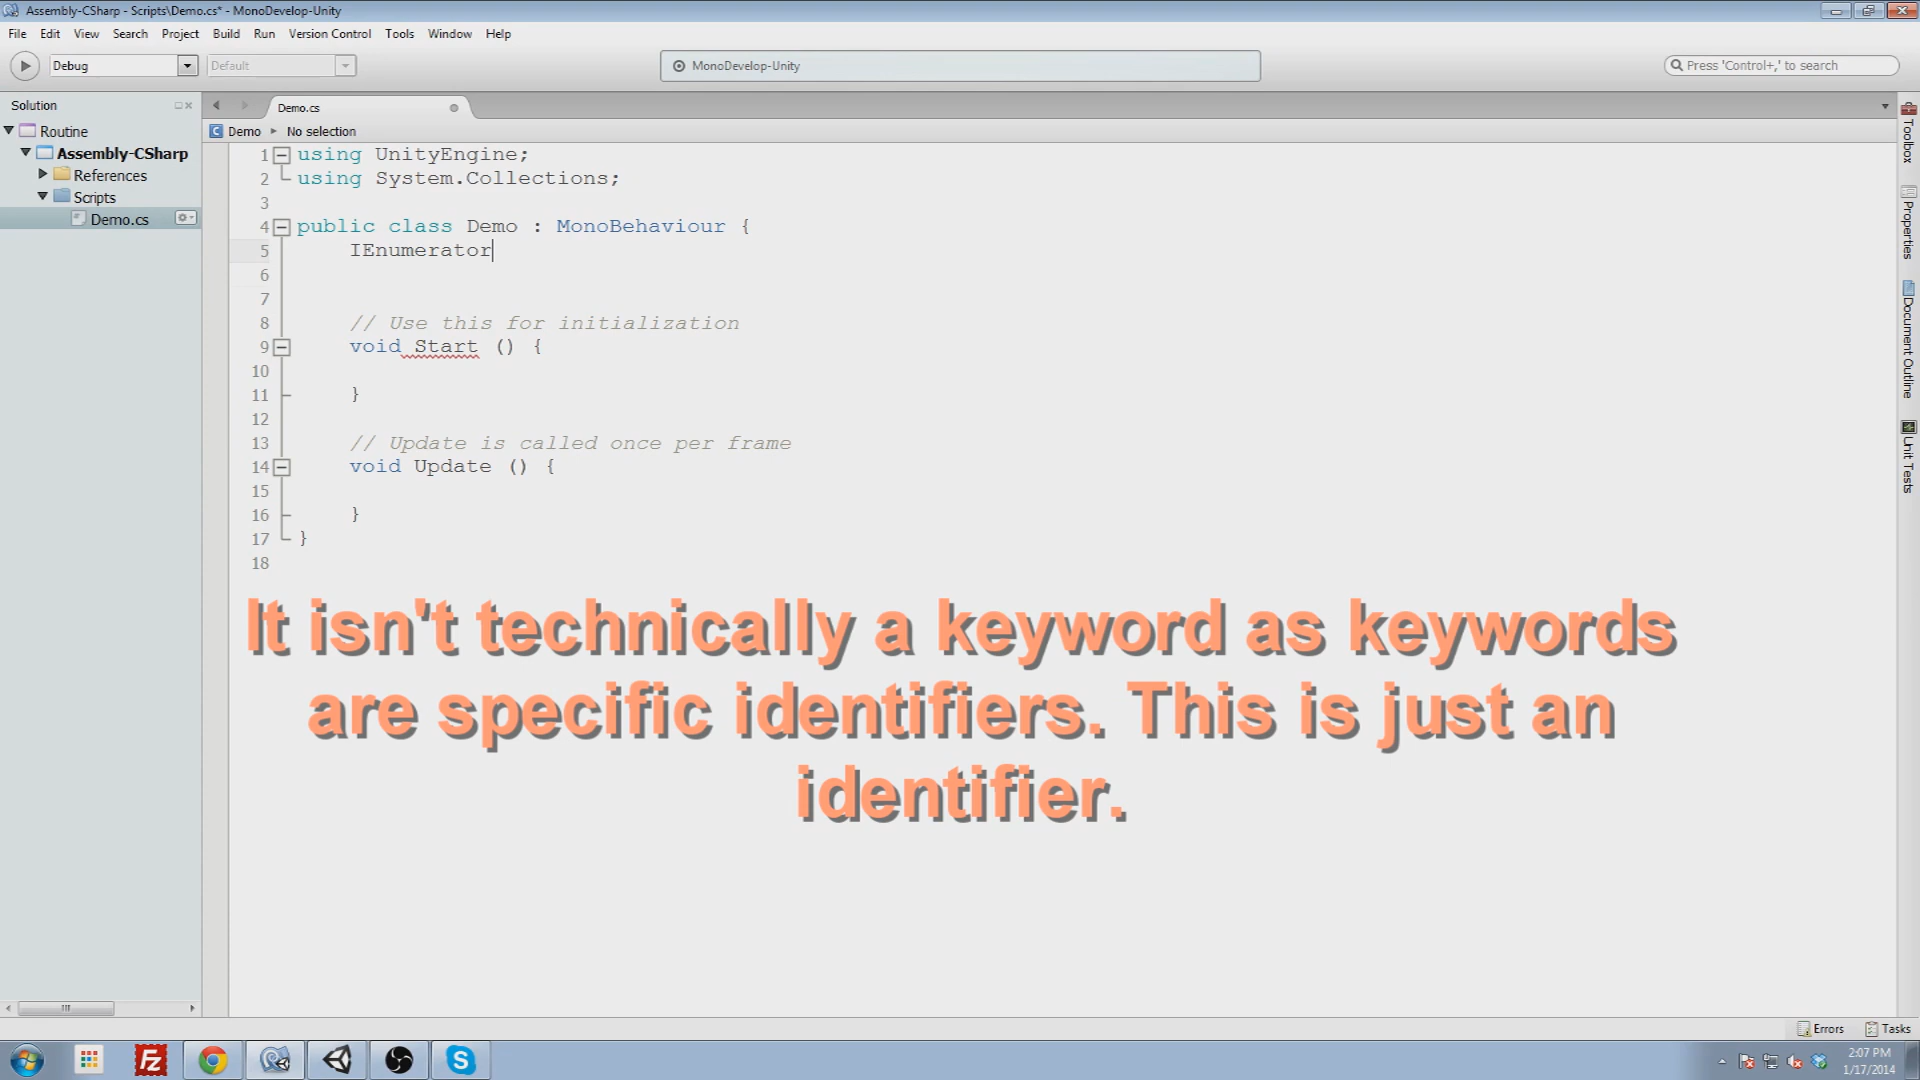 Assembly-CSharp - Scripts\Demo.cs* - MonoDevelop-Unity
File Edit View Search Project Build Run Version Control Tools Window Help
Debug Default MonoDevelop-Unity Press 'Control+,' to search
Solution
Routine
Assembly-CSharp
References
Scripts
Demo.cs
Demo.cs
Demo No selection
1 using UnityEngine;
2 using System.Collections;
3
4 public class Demo : MonoBehaviour {
5 IEnumerator
6
7
8 // Use this for initialization
9 void Start () {
10
11 }
12
13 // Update is called once per frame
14 void Update () {
15
16 }
17 }
18
It isn't technically a keyword as keywords
are specific identifiers. This is just an
identifier.
Toolbox
Properties
Document Outline
Unit Tests
Errors Tasks
Fz
S
2:07 PM
1/17/2014